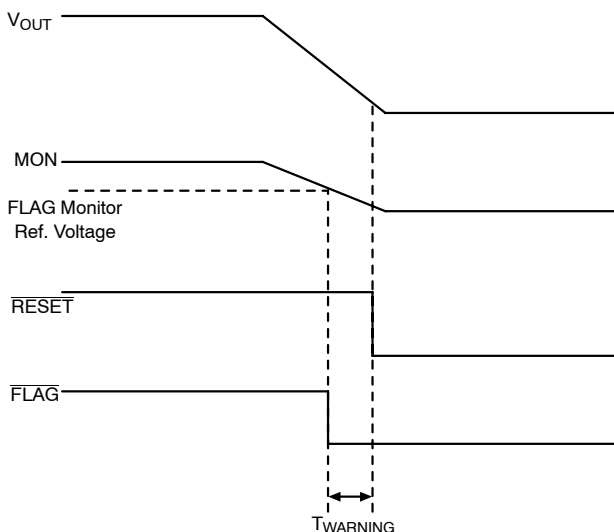 VOUT
MON
FLAG Monitor
Ref. Voltage
RESET
FLAG
TWARNING